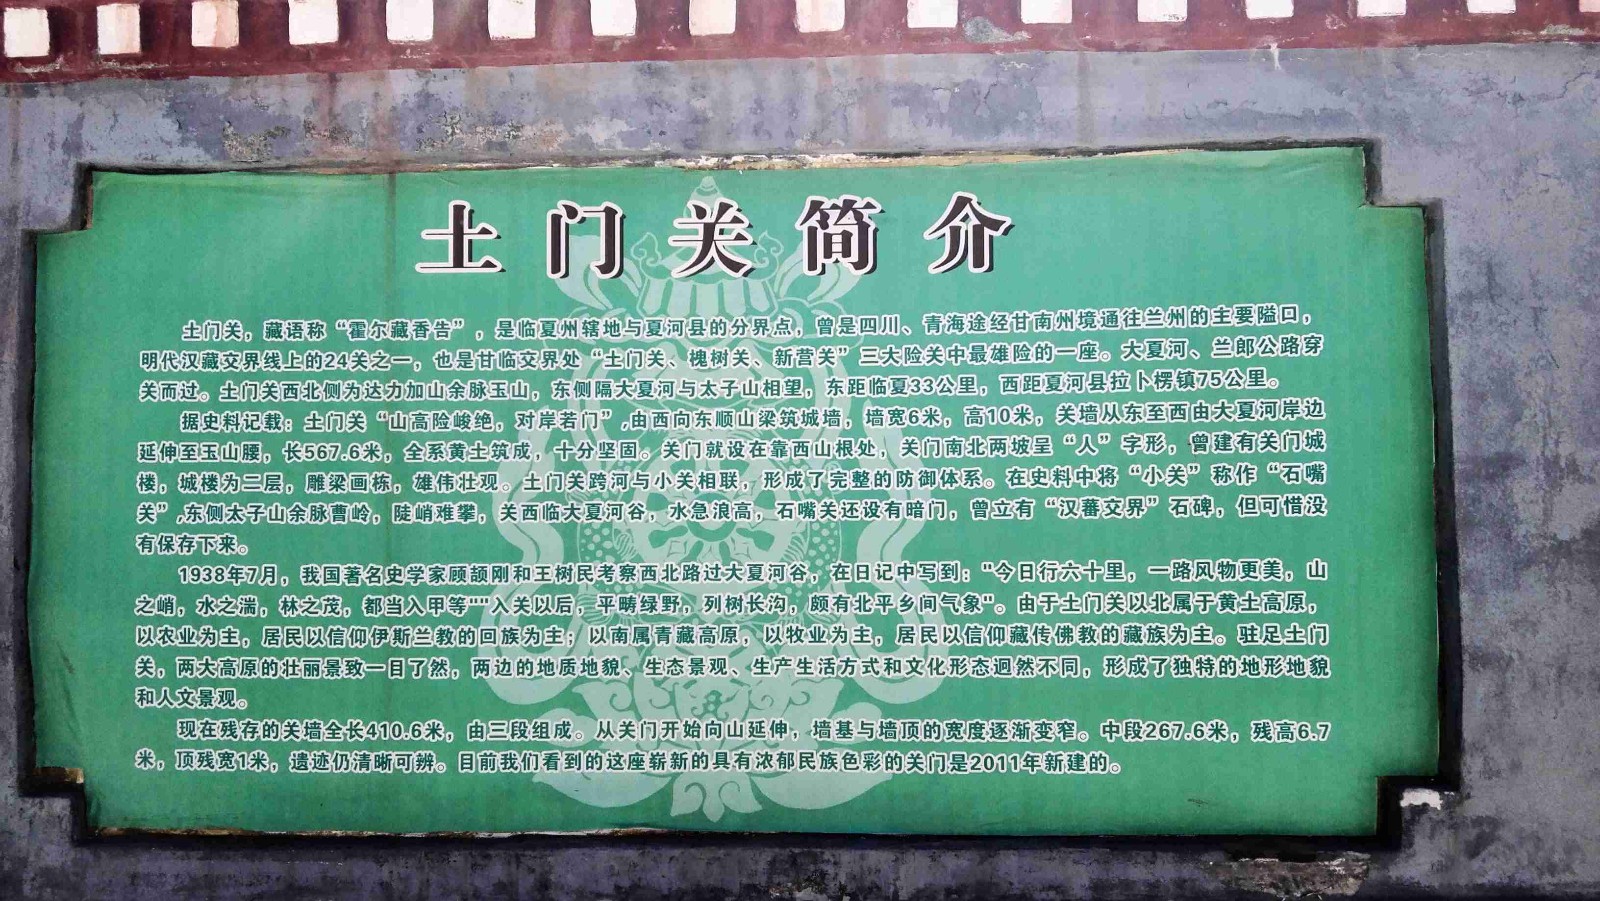 土门关简介
土门关，藏语称“霍尔藏香告”，是临夏州辖地与夏河县的分界点，曾是四川、青海途经甘南州境通往兰州的主要隘口，
明代汉藏交界线上的24关之一，也是甘临交界处“土门关、槐树关、新营关”三大险关中最雄险的一座。大夏河、兰郎公路穿
关而过。土门关西北侧为达力加山余脉玉山，东侧隔大夏河与太子山相望，东距临夏33公里，西距夏河县拉卜楞镇75公里。
据史料记载：土门关“山高险峻绝，对岸若门”,由西向东顺山梁筑城墙，墙宽6米，高10米，关墙从东至西由大夏河岸边
延伸至玉山腰，长567.6米，全系黄土筑成，十分坚固。关门就设在靠西山根处，关门南北两坡呈“人”字形，曾建有关门城
楼，城楼为二层，雕梁画栋，雄伟壮观。土门关跨河与小关相联，形成了完整的防御体系。在史料中将“小关”称作“石嘴
关”,东侧太子山余脉曹岭，陡峭难攀，关西临大夏河谷，水急浪高，石嘴关还设有暗门，曾立有“汉蕃交界”石碑，但可惜没
有保存下来。
1938年7月，我国著名史学家顾颉刚和王树民考察西北路过大夏河谷，在日记中写到："今日行六十里，一路风物更美，山
之峭，水之湍，林之茂，都当入甲等""入关以后，平畴绿野，列树长沟，颇有北平乡间气象"。由于土门关以北属于黄土高原，
以农业为主，居民以信仰伊斯兰教的回族为主；以南属青藏高原，以牧业为主，居民以信仰藏传佛教的藏族为主。驻足土门
关，两大高原的壮丽景致一目了然，两边的地质地貌、生态景观、生产生活方式和文化形态迥然不同，形成了独特的地形地貌
和人文景观。
现在残存的关墙全长410.6米，由三段组成。从关门开始向山延伸，墙基与墙顶的宽度逐渐变窄。中段267.6米，残高6.7
米，顶残宽1米，遗迹仍清晰可辨。目前我们看到的这座崭新的具有浓郁民族色彩的关门是2011年新建的。